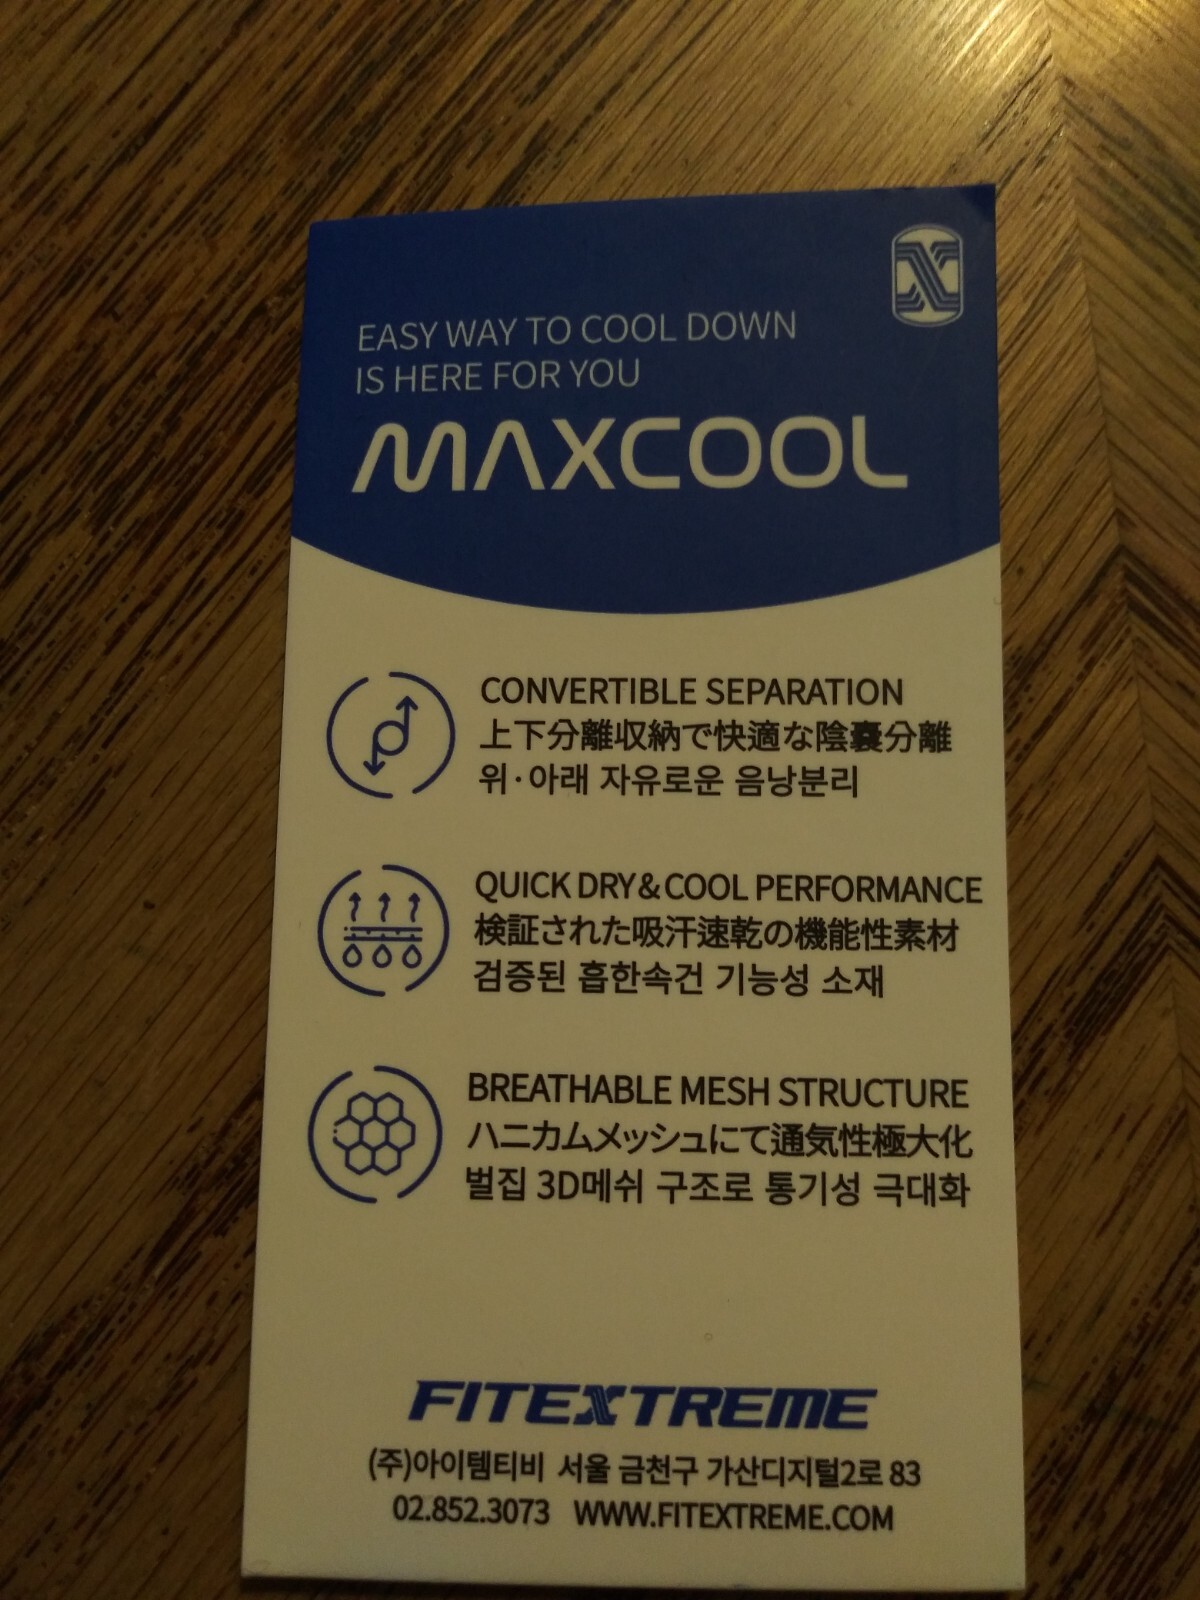 EASY WAY TO COOL DOWN
IS HERE FOR YOU
MAXCOOL
CONVERTIBLE SEPARATION
上下分離収納で快適な陰嚢分離
위·아래 자유로운 음낭분리
QUICK DRY&COOL PERFORMANCE
検証された吸汗速乾の機能性素材
검증된 흡한속건 기능성 소재
BREATHABLE MESH STRUCTURE
ハニカムメッシュにて通気性極大化
벌집 3D메쉬 구조로 통기성 극대화
FITEXTREME
(주)아이템티비 서울 금천구 가산디지털2로 83
02.852.3073 WWW.FITEXTREME.COM